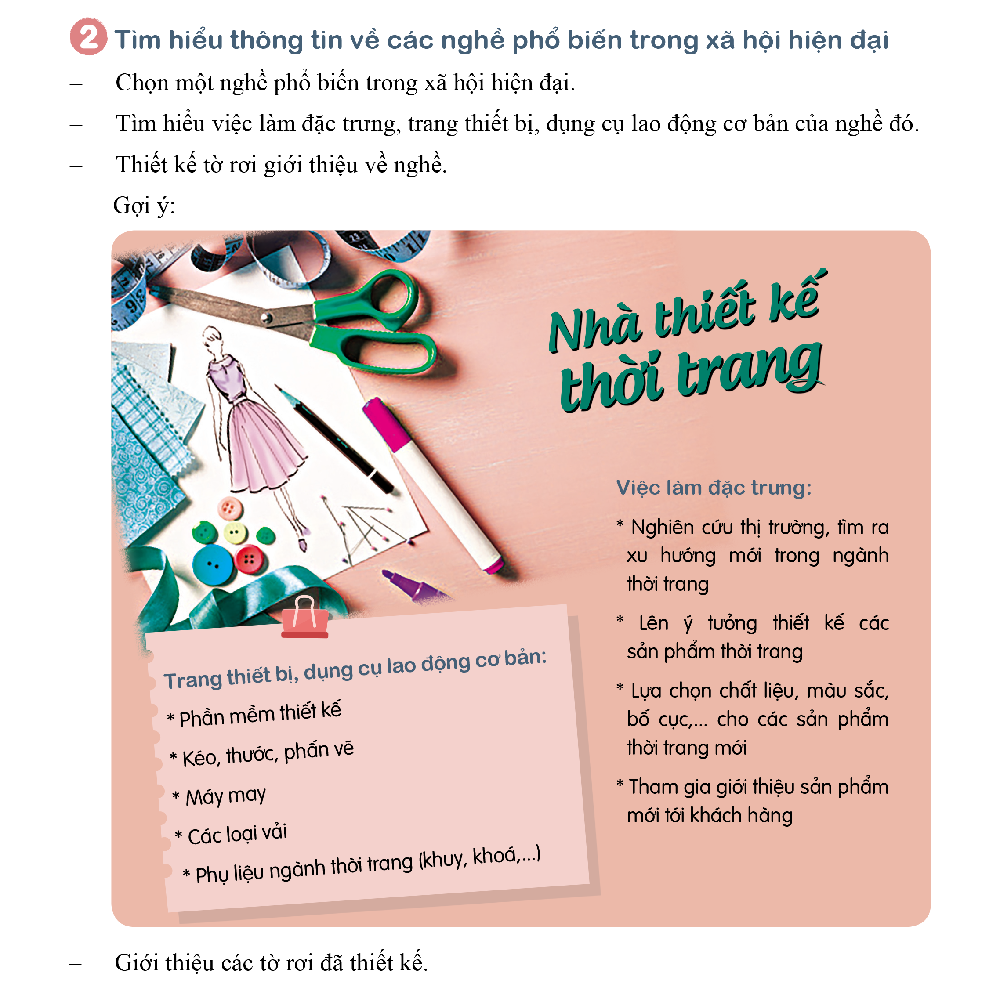 2 Tìm hiểu thông tin về các nghề phổ biến trong xã hội hiện đại
– Chọn một nghề phổ biến trong xã hội hiện đại.
– Tìm hiểu việc làm đặc trưng, trang thiết bị, dụng cụ lao động cơ bản của nghề đó.
– Thiết kế tờ rơi giới thiệu về nghề.
Gợi ý:
Nhà thiết kế
thời trang
Việc làm đặc trưng:
* Nghiên cứu thị trường, tìm ra
xu hướng mới trong ngành
thời trang
* Lên ý tưởng thiết kế các
sản phẩm thời trang
* Lựa chọn chất liệu, màu sắc,
bố cục,... cho các sản phẩm
thời trang mới
* Tham gia giới thiệu sản phẩm
mới tới khách hàng
Trang thiết bị, dụng cụ lao động cơ bản:
* Phần mềm thiết kế
* Kéo, thước, phấn vẽ
* Máy may
* Các loại vải
* Phụ liệu ngành thời trang (khuy, khoá,...)
– Giới thiệu các tờ rơi đã thiết kế.